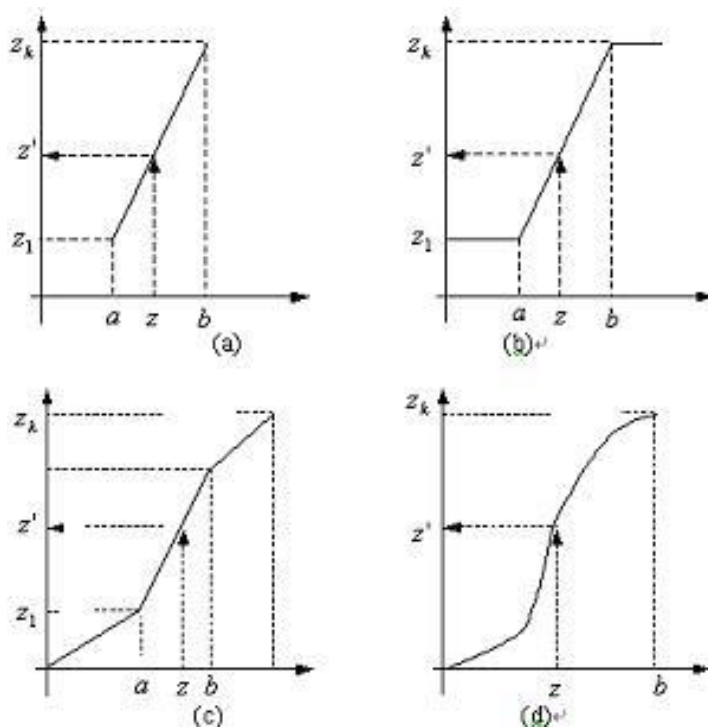 z_k z_k
z' z'
z_1 z_1
a z b a z b
(a) (b)↵
z_k z_k
z' z'
z_1
a z b z b
(c) (d)↵